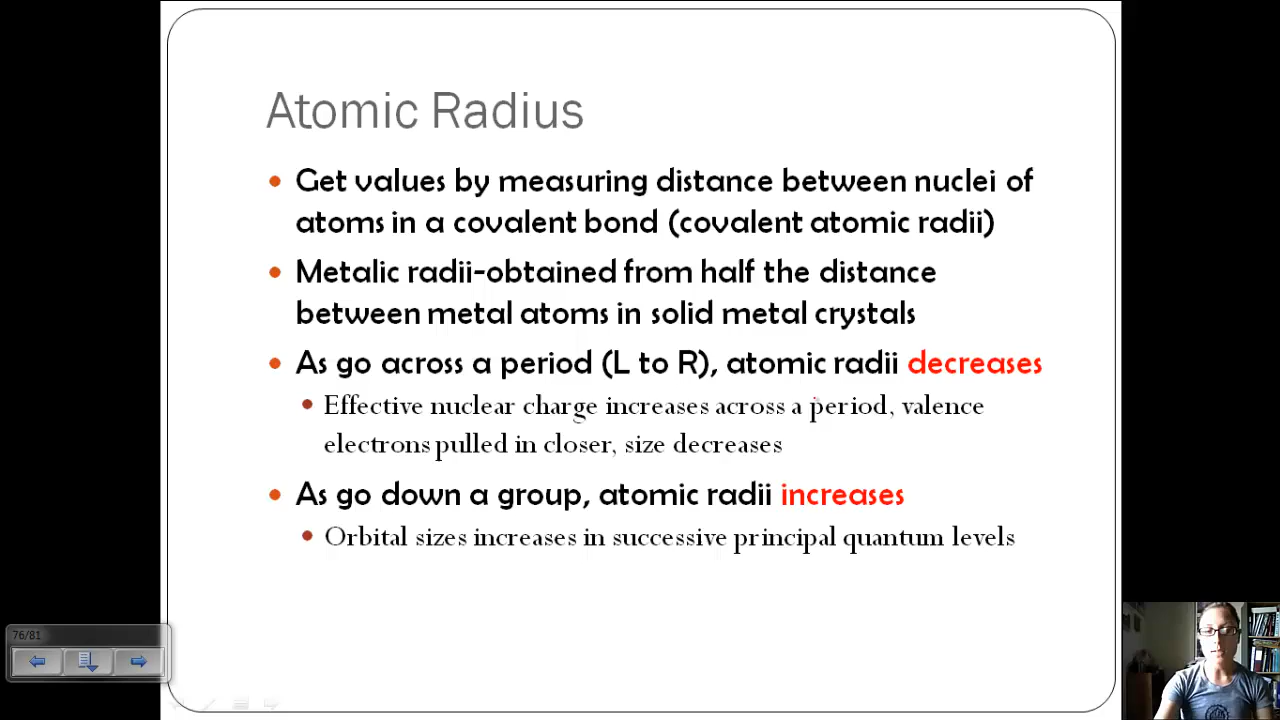 Atomic Radius
Get values by measuring distance between nuclei of
atoms in a covalent bond (covalent atomic radii)
Metalic radii-obtained from half the distance
between metal atoms in solid metal crystals
As go across a period (L to R), atomic radii decreases
Effective nuclear charge increases across a period, valence
electrons pulled in closer, size decreases
As go down a group, atomic radii increases
Orbital sizes increases in successive principal quantum levels
76/81